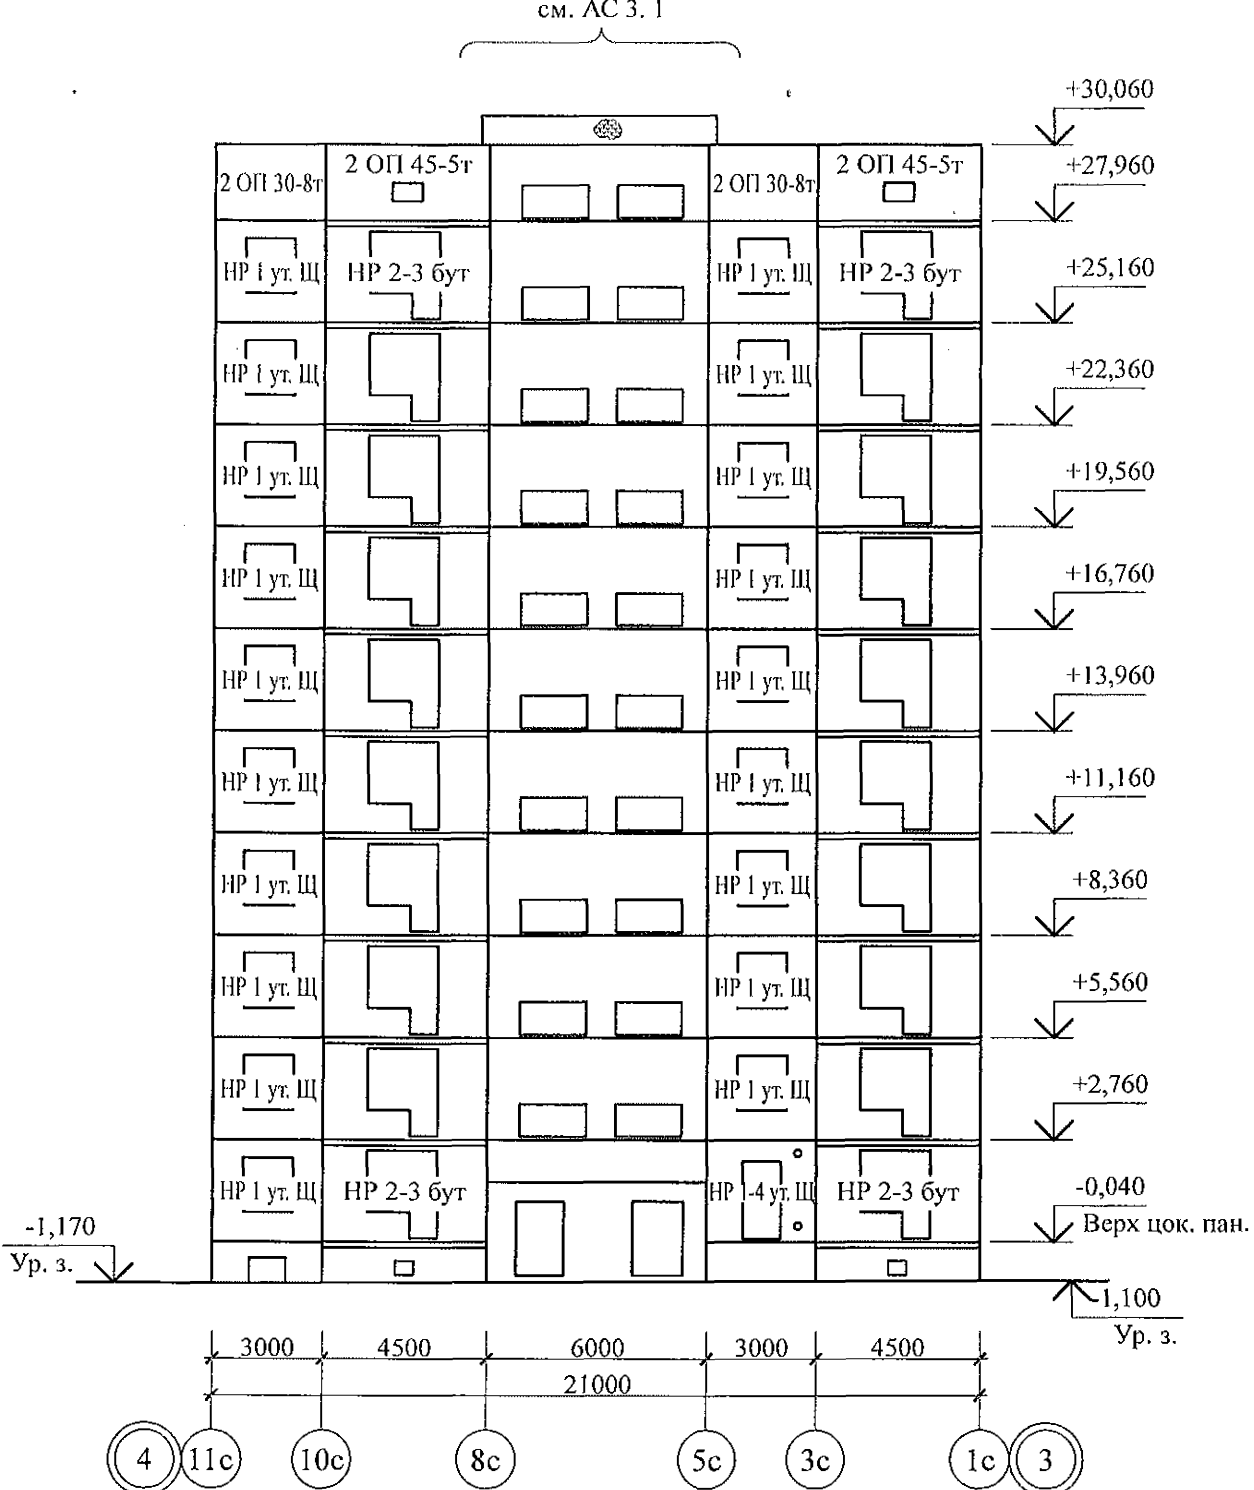 см. АС 3. 1
+30,060
2 ОП 30-8т
2 ОП 45-5т
2 ОП 30-8т
2 ОП 45-5т
+27,960
НР 1 ут. Щ
НР 2-3 бут
НР 1 ут. Щ
НР 2-3 бут
+25,160
НР 1 ут. Щ
НР 1 ут. Щ
+22,360
НР 1 ут. Щ
НР 1 ут. Щ
+19,560
НР 1 ут. Щ
НР 1 ут. Щ
+16,760
НР 1 ут. Щ
НР 1 ут. Щ
+13,960
НР 1 ут. Щ
НР 1 ут. Щ
+11,160
НР 1 ут. Щ
НР 1 ут. Щ
+8,360
НР 1 ут. Щ
НР 1 ут. Щ
+5,560
НР 1 ут. Щ
НР 1 ут. Щ
+2,760
НР 1 ут. Щ
НР 2-3 бут
НР 1-4 ут. Щ
НР 2-3 бут
-0,040
Верх цок. пан.
-1,170
Ур. з.
-1,100
Ур. з.
3000
4500
6000
3000
4500
21000
4
11с
10с
8с
5с
3с
1с
3